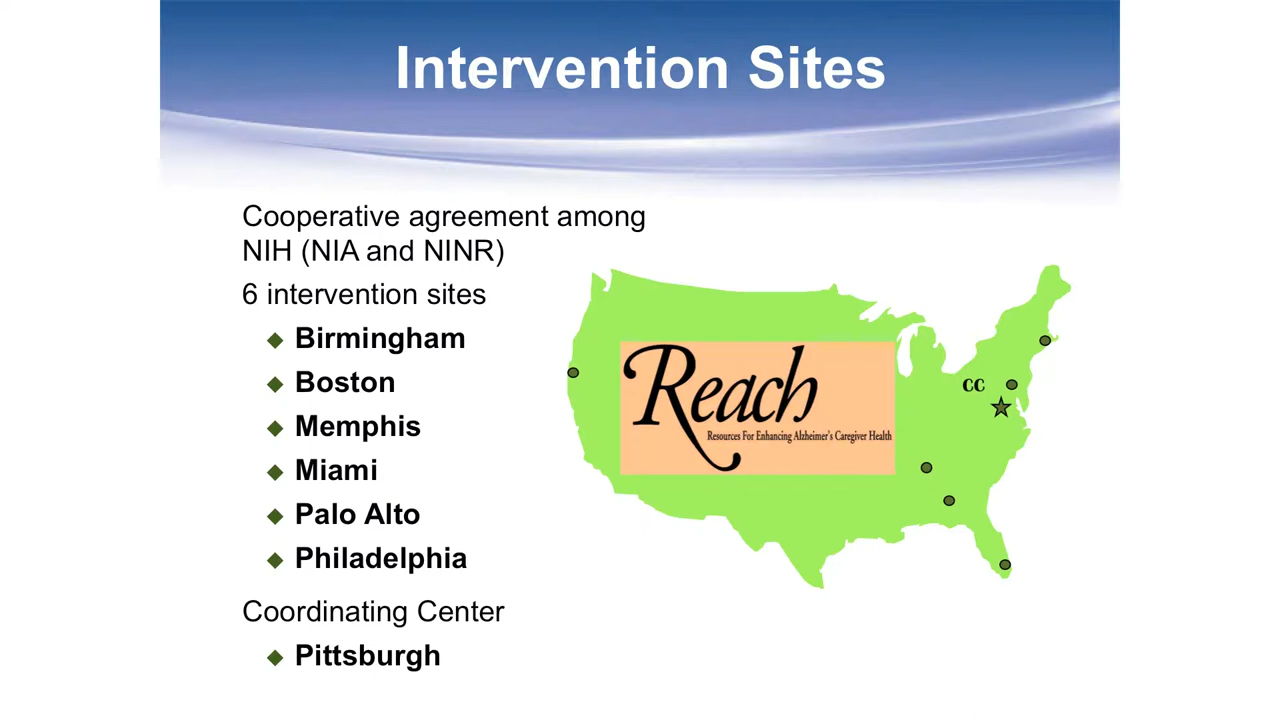 Intervention Sites
Cooperative agreement among
NIH (NIA and NINR)
6 intervention sites
Birmingham
Boston
Memphis
Miami
Palo Alto
Philadelphia
Coordinating Center
Pittsburgh
Reach
Resources For Enhancing Alzheimer's Caregiver Health
cc